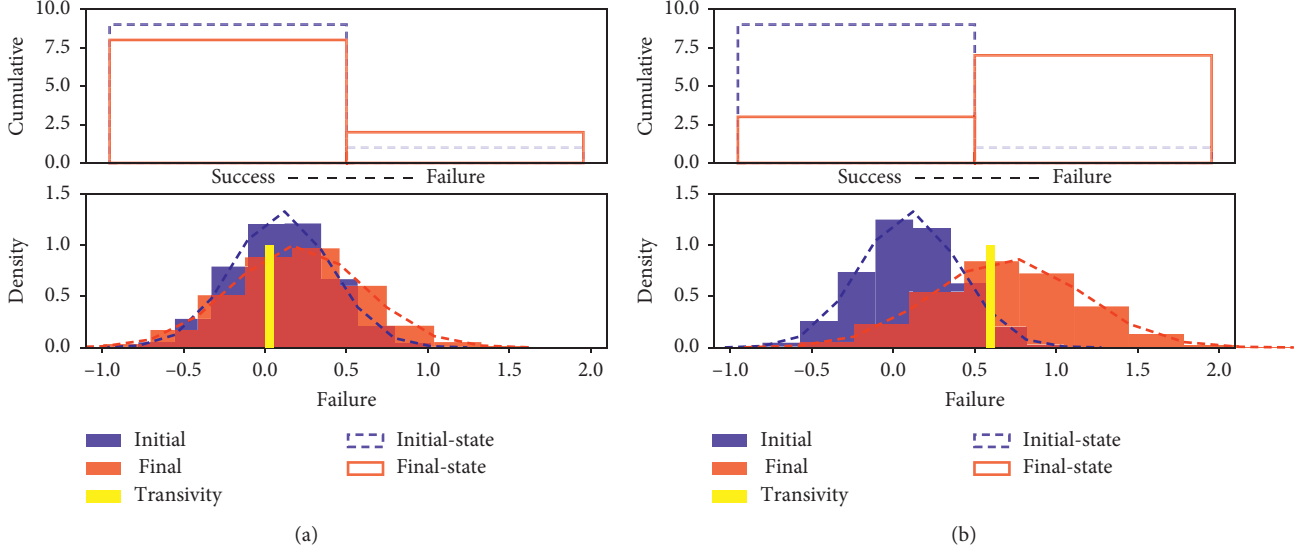 10.0
7.5
5.0
2.5
0.0
Cumulative
Success
Failure
1.5
1.0
0.5
0.0
Density
−1.0 −0.5 0.0 0.5 1.0 1.5 2.0
Failure
Initial
Final
Transivity
Initial-state
Final-state
(a)
10.0
7.5
5.0
2.5
0.0
Cumulative
Success
Failure
1.5
1.0
0.5
0.0
Density
−1.0 −0.5 0.0 0.5 1.0 1.5 2.0
Failure
Initial
Final
Transivity
Initial-state
Final-state
(b)